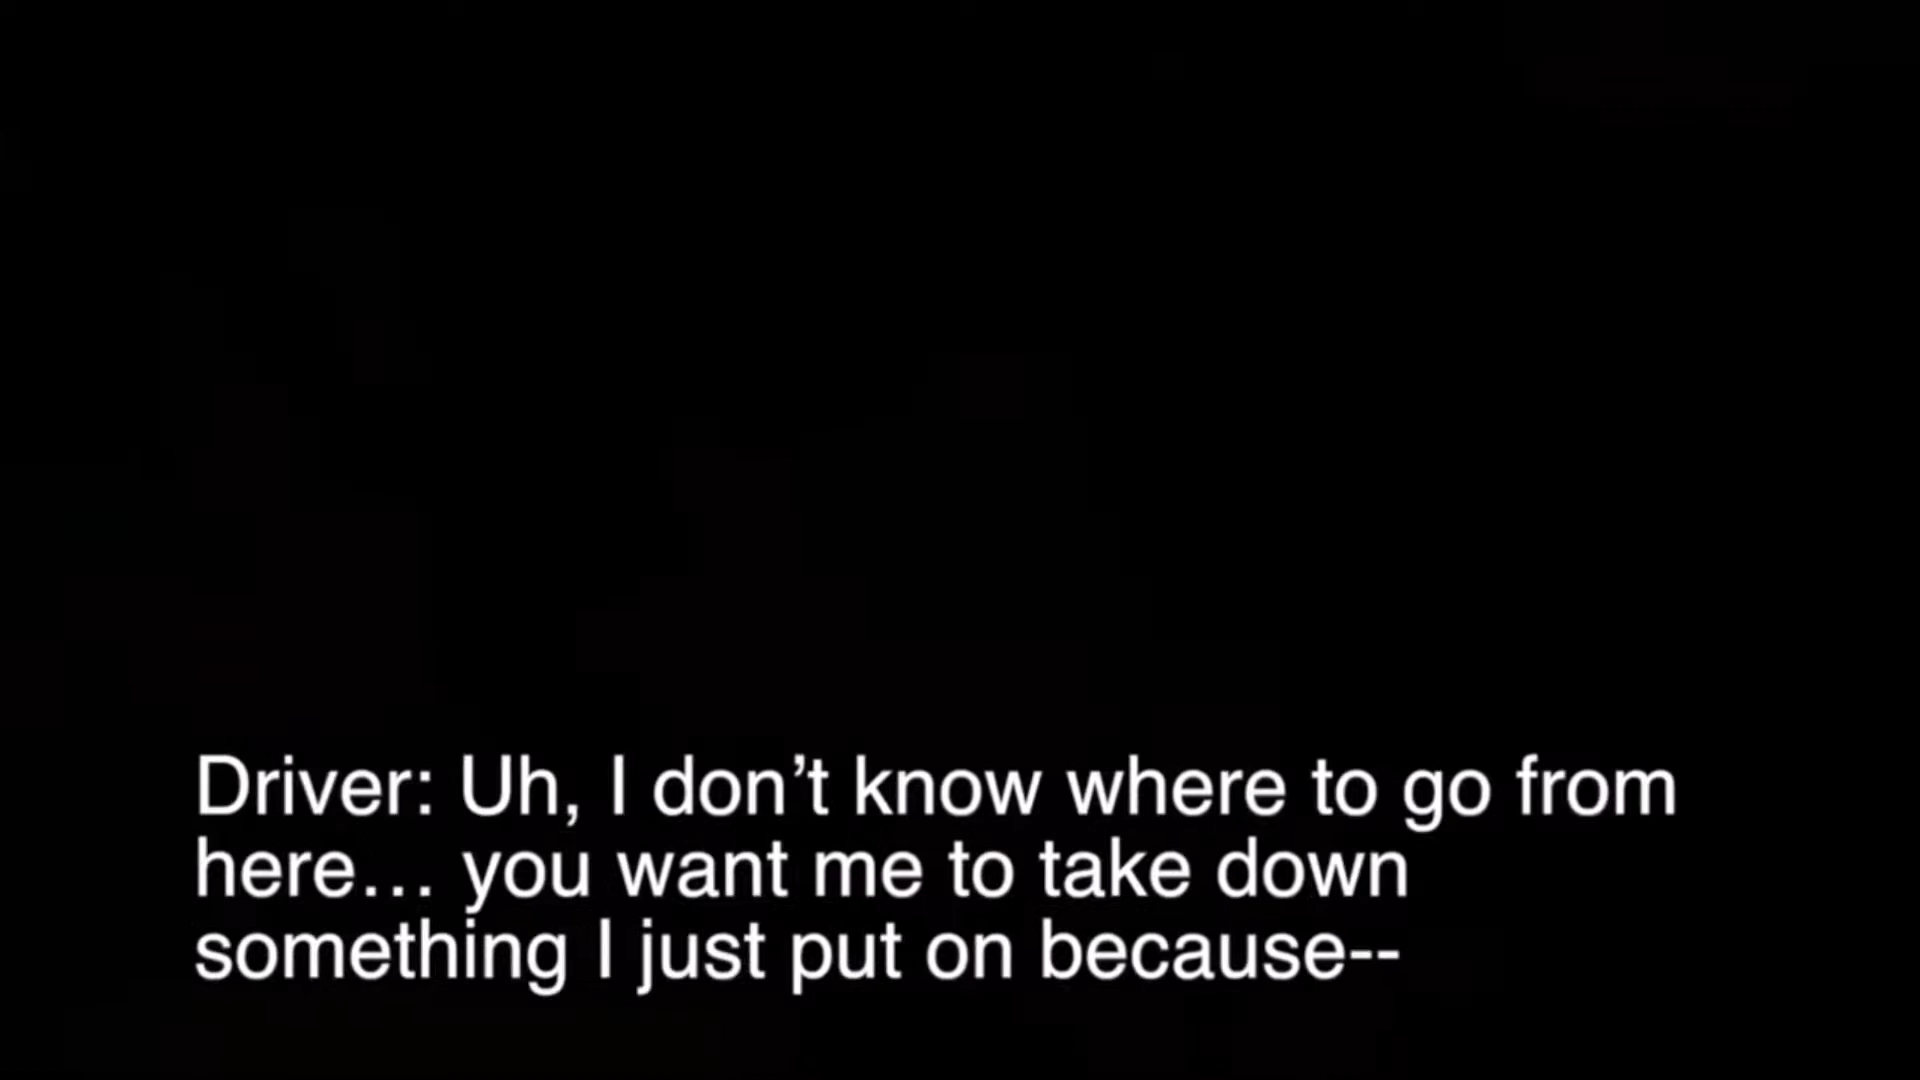 Driver: Uh, I don’t know where to go from
here… you want me to take down
something I just put on because--